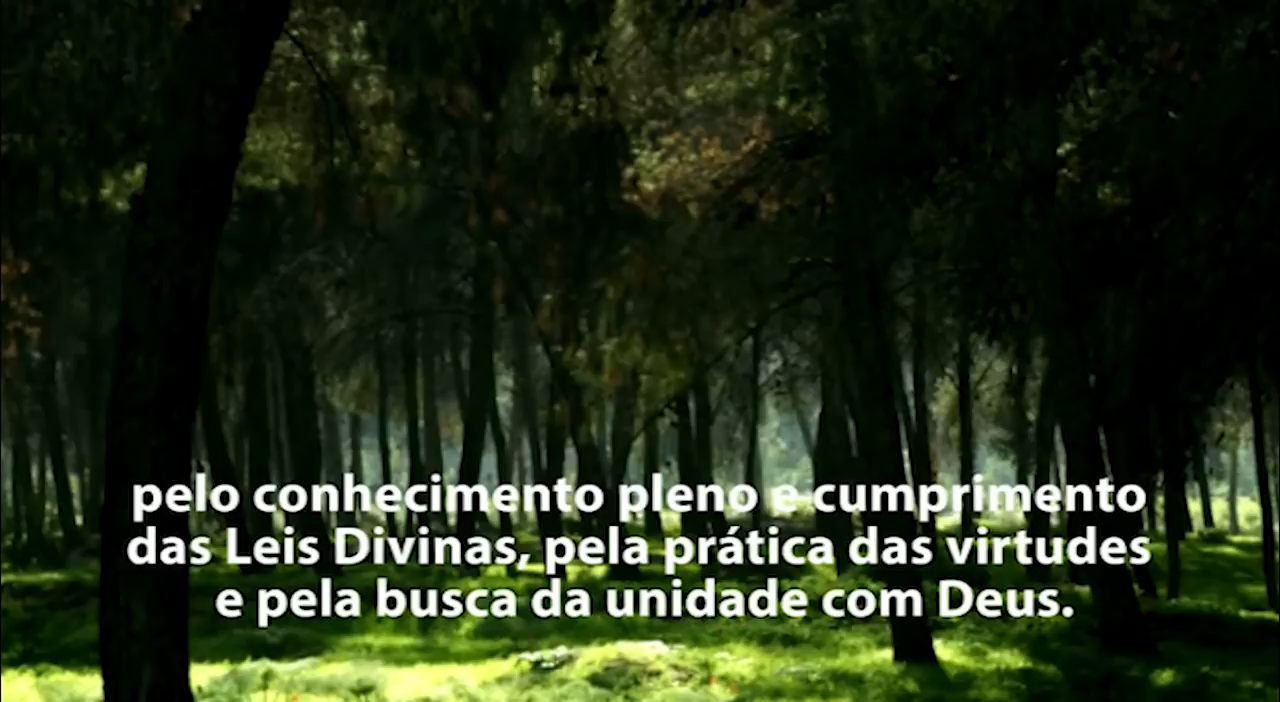 pelo conhecimento pleno e cumprimento
das Leis Divinas, pela prática das virtudes
e pela busca da unidade com Deus.